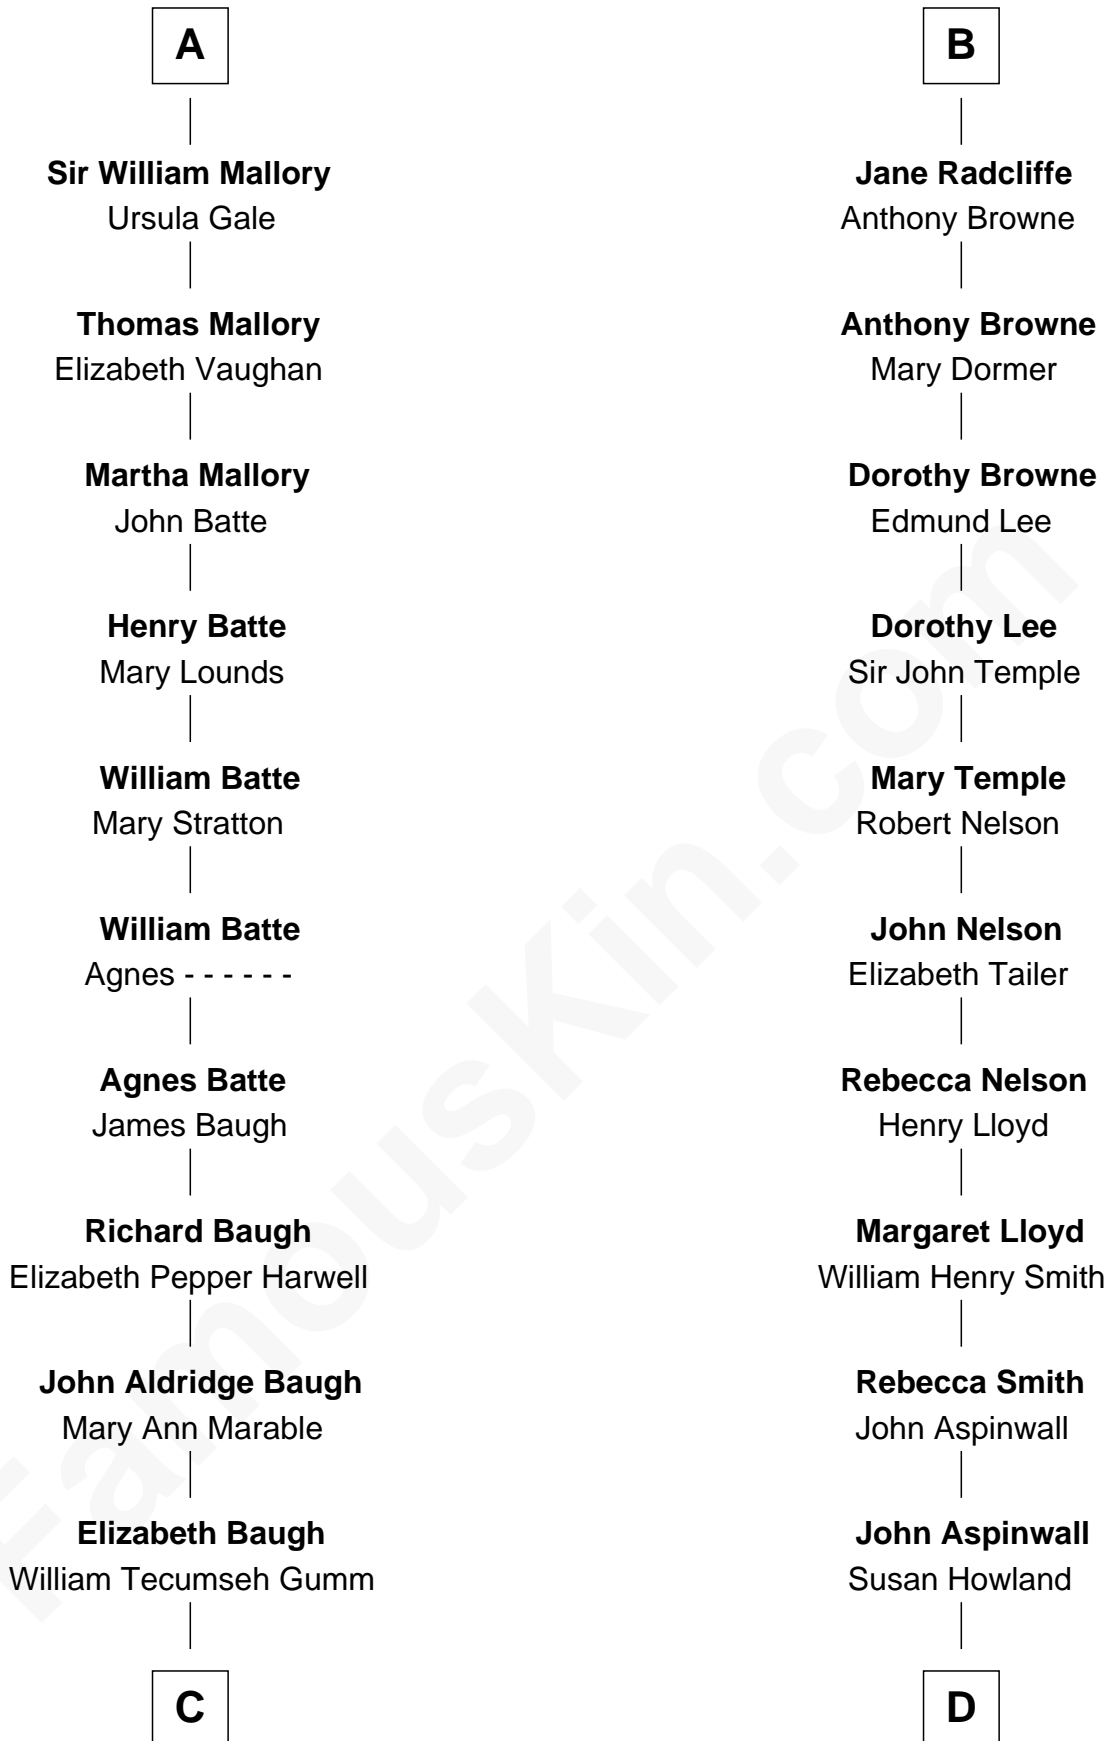 A
Sir William Mallory
Ursula Gale
Thomas Mallory
Elizabeth Vaughan
Martha Mallory
John Batte
Henry Batte
Mary Lounds
William Batte
Mary Stratton
William Batte
Agnes - - - - - -
Agnes Batte
James Baugh
Richard Baugh
Elizabeth Pepper Harwell
John Aldridge Baugh
Mary Ann Marable
Elizabeth Baugh
William Tecumseh Gumm
C
B
Jane Radcliffe
Anthony Browne
Anthony Browne
Mary Dormer
Dorothy Browne
Edmund Lee
Dorothy Lee
Sir John Temple
Mary Temple
Robert Nelson
John Nelson
Elizabeth Tailer
Rebecca Nelson
Henry Lloyd
Margaret Lloyd
William Henry Smith
Rebecca Smith
John Aspinwall
John Aspinwall
Susan Howland
D
FamousKin.com